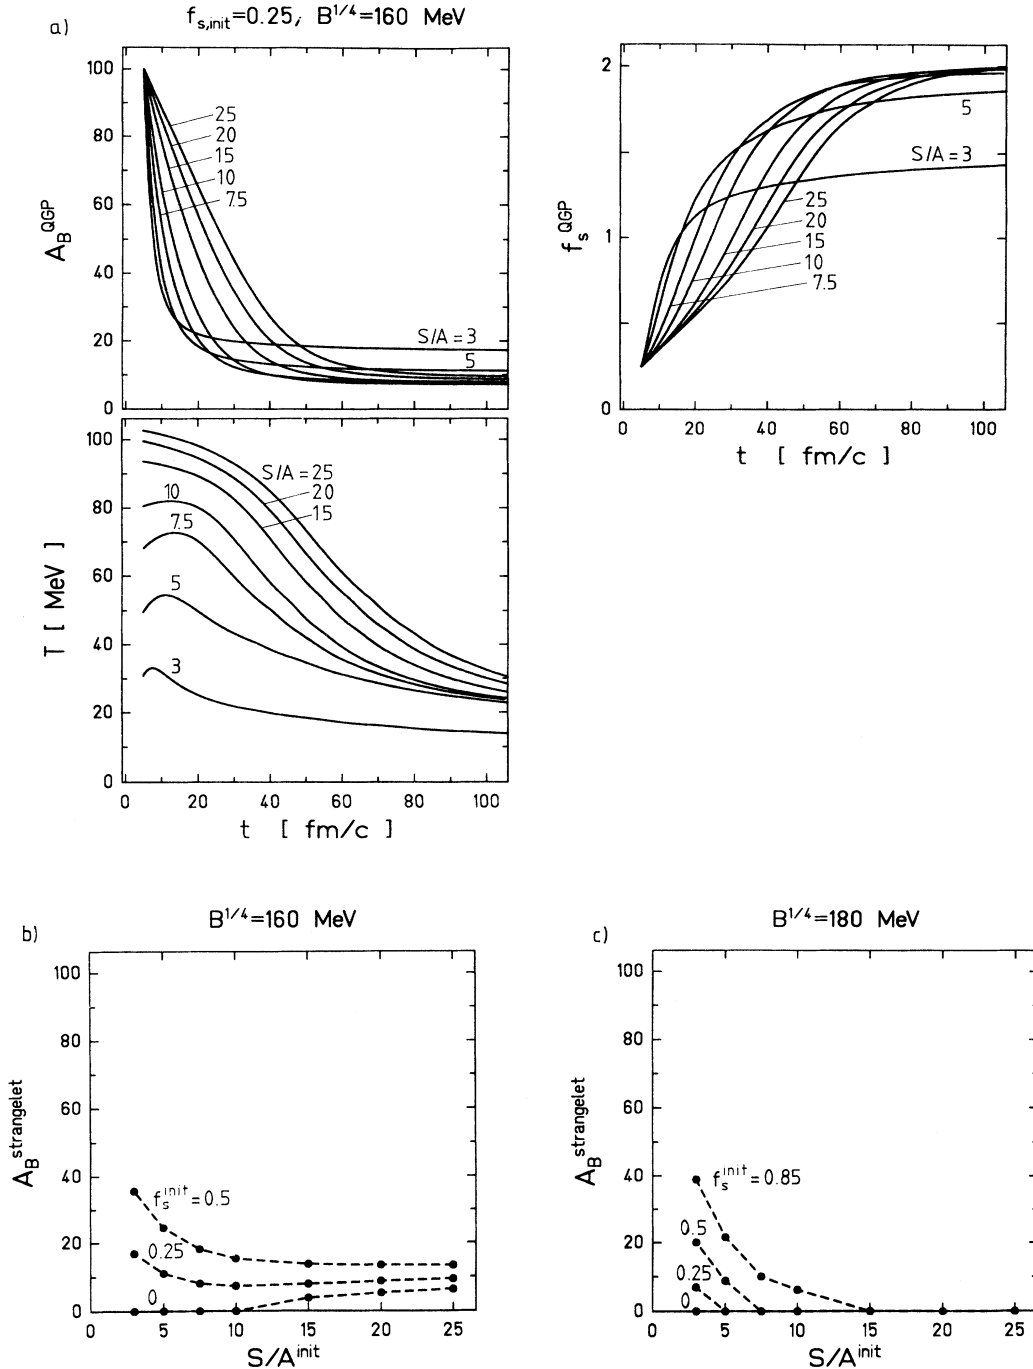 a)
f_s,init=0.25, B^1/4=160 MeV
A_B^QGP
100
80
60
40
20
0
25
20
15
10
7.5
S/A=3
5
f_s^QGP
2
1
0
5
S/A=3
25
20
15
10
7.5
0 20 40 60 80 100
t [ fm/c ]
T [ MeV ]
100
80
60
40
20
0
S/A=25
20
15
10
7.5
5
3
0 20 40 60 80 100
t [ fm/c ]
b)
B^1/4=160 MeV
A_B^strangelet
100
80
60
40
20
0
f_s^init=0.5
0.25
0
0 5 10 15 20 25
S/A^init
c)
B^1/4=180 MeV
A_B^strangelet
100
80
60
40
20
0
f_s^init=0.85
0.5
0.25
0
0 5 10 15 20 25
S/A^init